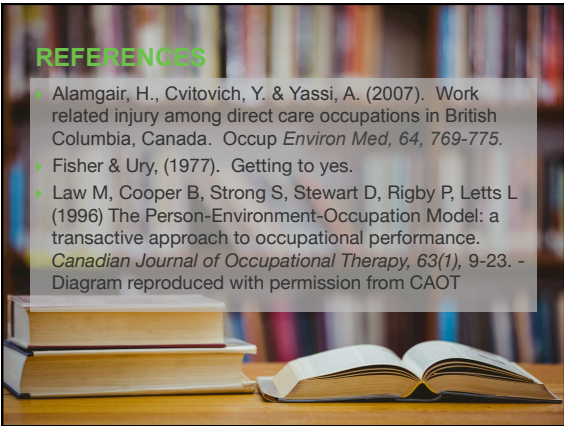 REFERENCES
Alamgair, H., Cvitovich, Y. & Yassi, A. (2007). Work
related injury among direct care occupations in British
Columbia, Canada. Occup Environ Med, 64, 769-775.
Fisher & Ury, (1977). Getting to yes.
Law M, Cooper B, Strong S, Stewart D, Rigby P, Letts L
(1996) The Person-Environment-Occupation Model: a
transactive approach to occupational performance.
Canadian Journal of Occupational Therapy, 63(1), 9-23. -
Diagram reproduced with permission from CAOT